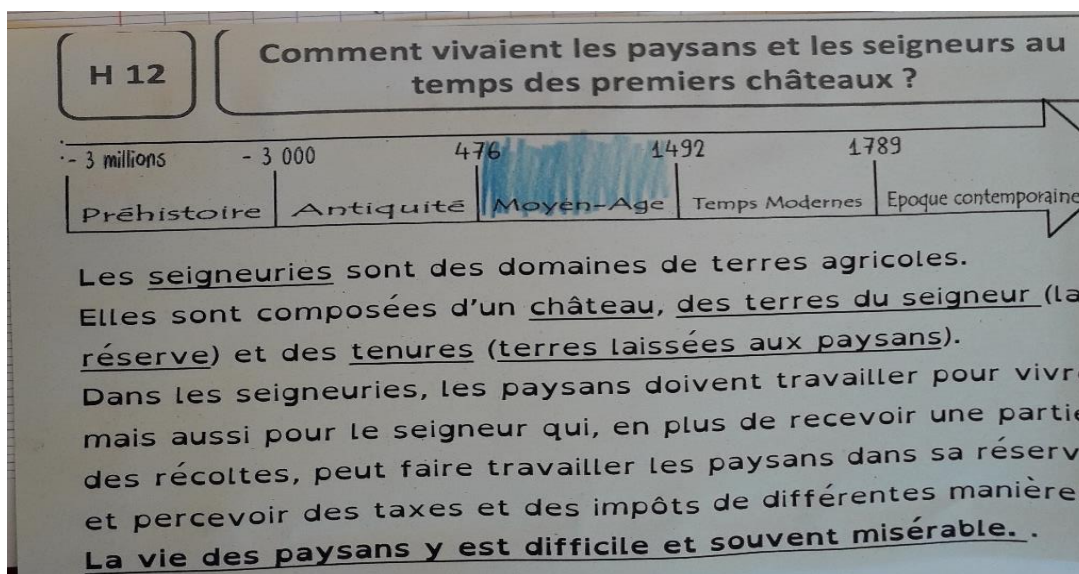 H 12
Comment vivaient les paysans et les seigneurs au
temps des premiers châteaux ?
- 3 millions - 3 000 476 1492 1789
Préhistoire Antiquité Moyen-Age Temps Modernes Epoque contemporaine
Les seigneuries sont des domaines de terres agricoles.
Elles sont composées d'un château, des terres du seigneur (la
réserve) et des tenures (terres laissées aux paysans).
Dans les seigneuries, les paysans doivent travailler pour vivr
mais aussi pour le seigneur qui, en plus de recevoir une partie
des récoltes, peut faire travailler les paysans dans sa réserv
et percevoir des taxes et des impôts de différentes manière
La vie des paysans y est difficile et souvent misérable. .